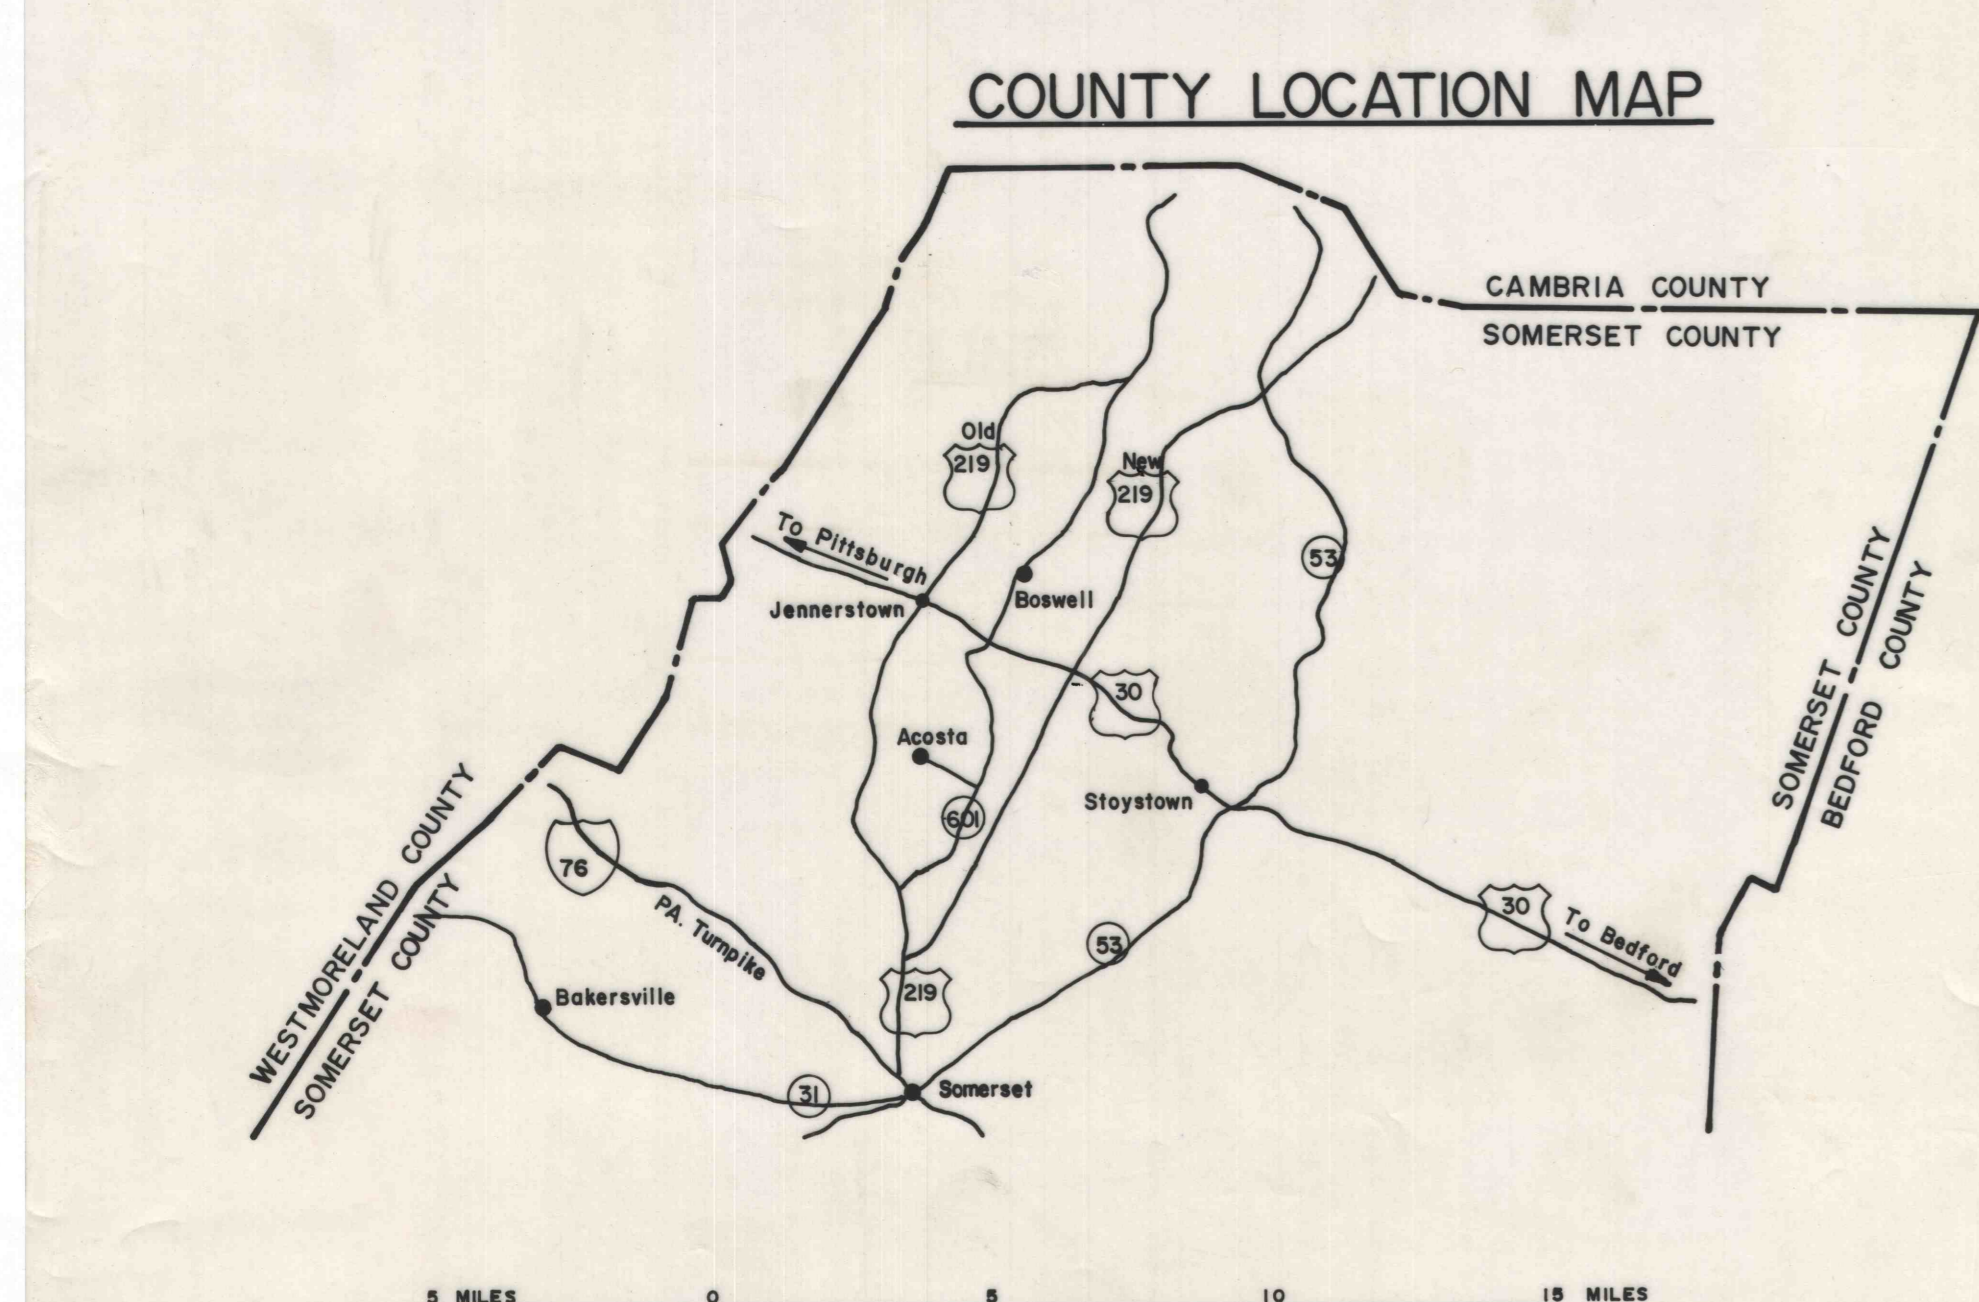 COUNTY LOCATION MAP
CAMBRIA COUNTY
SOMERSET COUNTY
Old
219
New
219
To Pittsburgh
53
Jennerstown
Boswell
SOMERSET COUNTY
BEDFORD COUNTY
30
Acosta
Stoystown
601
WESTMORELAND COUNTY
SOMERSET COUNTY
76
PA. Turnpike
30
To Bedford
53
219
Bakersville
31
Somerset
5 MILES 0 5 10 15 MILES